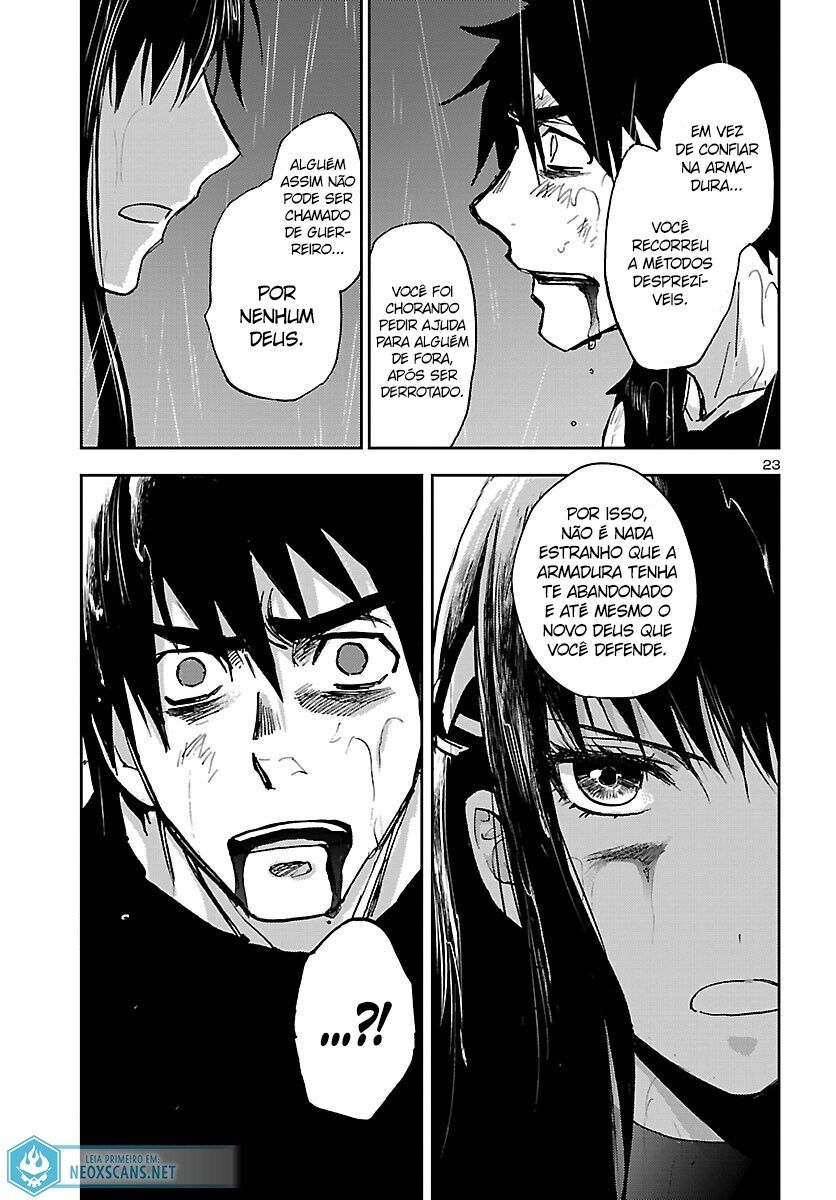 EM VEZ
DE CONFIAR
NA ARMA-
DURA...
VOCÊ
RECORREU
A MÉTODOS
DESPREZÍ-
VEIS.
VOCÊ FOI
CHORANDO
PEDIR AJUDA
PARA ALGUÉM
DE FORA,
APÓS SER
DERROTADO.
ALGUÉM
ASSIM NÃO
PODE SER
CHAMADO
DE GUER-
REIRO...
POR
NENHUM
DEUS.
23
POR ISSO,
NÃO É NADA
ESTRANHO QUE A
ARMADURA TENHA
TE ABANDONADO
E ATÉ MESMO O
NOVO DEUS QUE
VOCÊ DEFENDE.
...?!
LEIA PRIMEIRO EM:
NEOXSCANS.NET